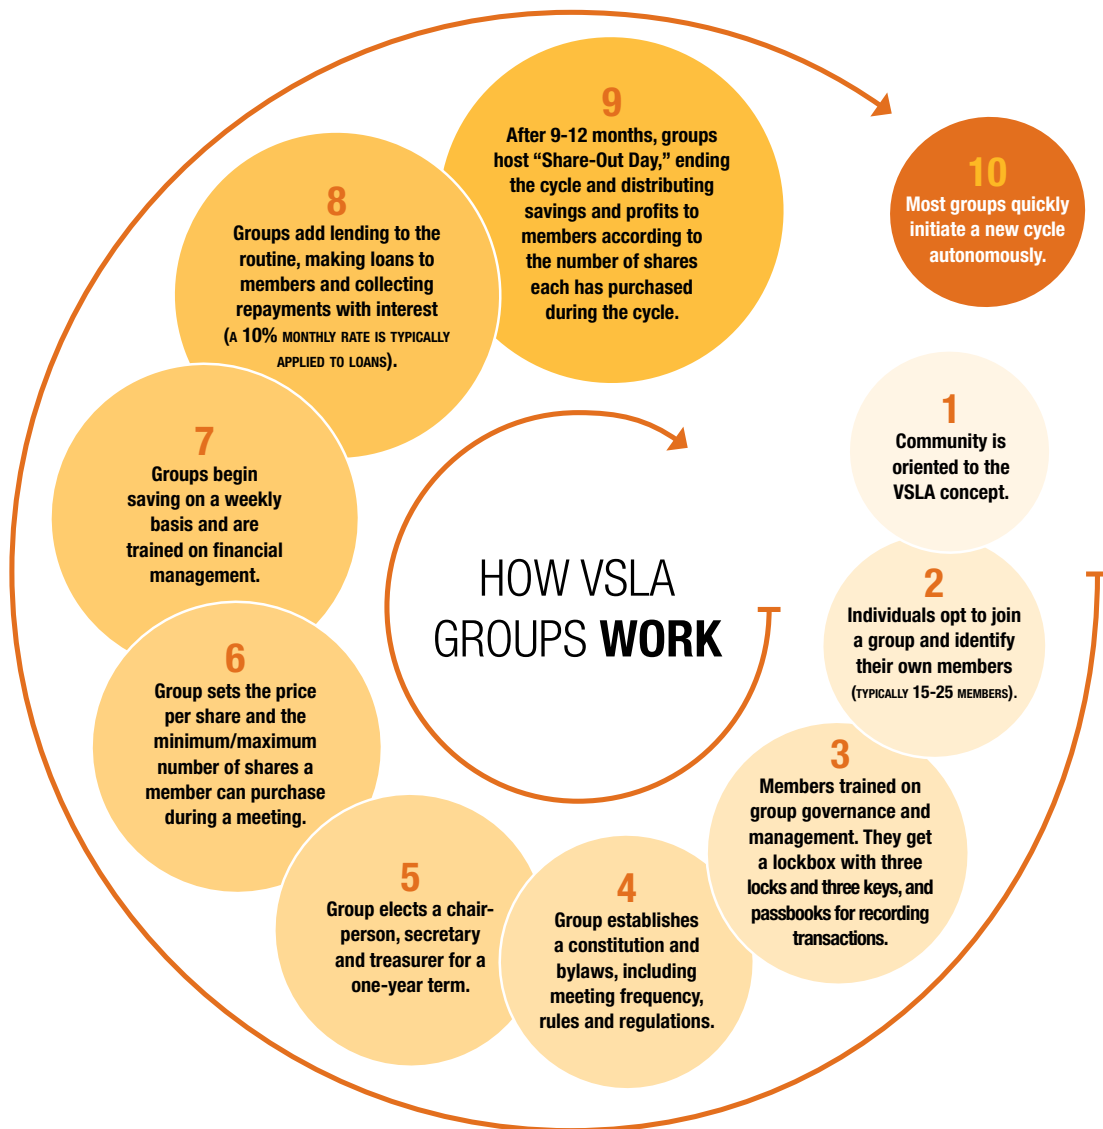 HOW VSLA
GROUPS WORK
1
Community is
oriented to the
VSLA concept.
2
Individuals opt to join
a group and identify
their own members
(TYPICALLY 15-25 MEMBERS).
3
Members trained on
group governance and
management. They get
a lockbox with three
locks and three keys, and
passbooks for recording
transactions.
4
Group establishes
a constitution and
bylaws, including
meeting frequency,
rules and regulations.
5
Group elects a chair-
person, secretary
and treasurer for a
one-year term.
6
Group sets the price
per share and the
minimum/maximum
number of shares a
member can purchase
during a meeting.
7
Groups begin
saving on a weekly
basis and are
trained on financial
management.
8
Groups add lending to the
routine, making loans to
members and collecting
repayments with interest
(A 10% MONTHLY RATE IS TYPICALLY
APPLIED TO LOANS).
9
After 9-12 months, groups
host “Share-Out Day,” ending
the cycle and distributing
savings and profits to
members according to
the number of shares
each has purchased
during the cycle.
10
Most groups quickly
initiate a new cycle
autonomously.